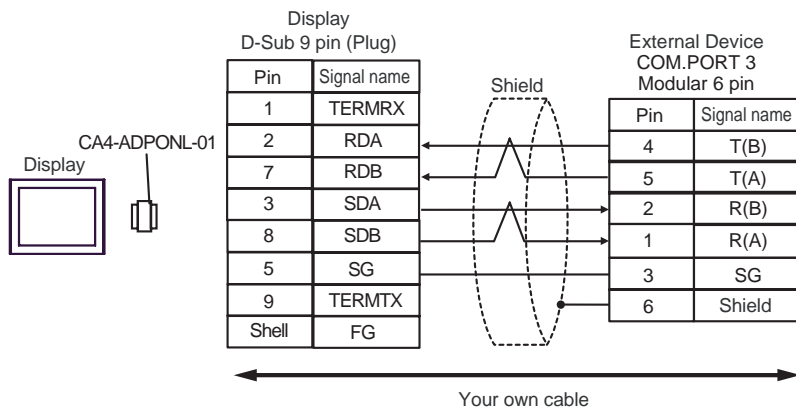 Display
D-Sub 9 pin (Plug)
Pin Signal name
1 TERMRX
2 RDA
7 RDB
3 SDA
8 SDB
5 SG
9 TERMTX
Shell FG
CA4-ADPONL-01
Display
Shield
External Device
COM.PORT 3
Modular 6 pin
Pin Signal name
4 T(B)
5 T(A)
2 R(B)
1 R(A)
3 SG
6 Shield
Your own cable